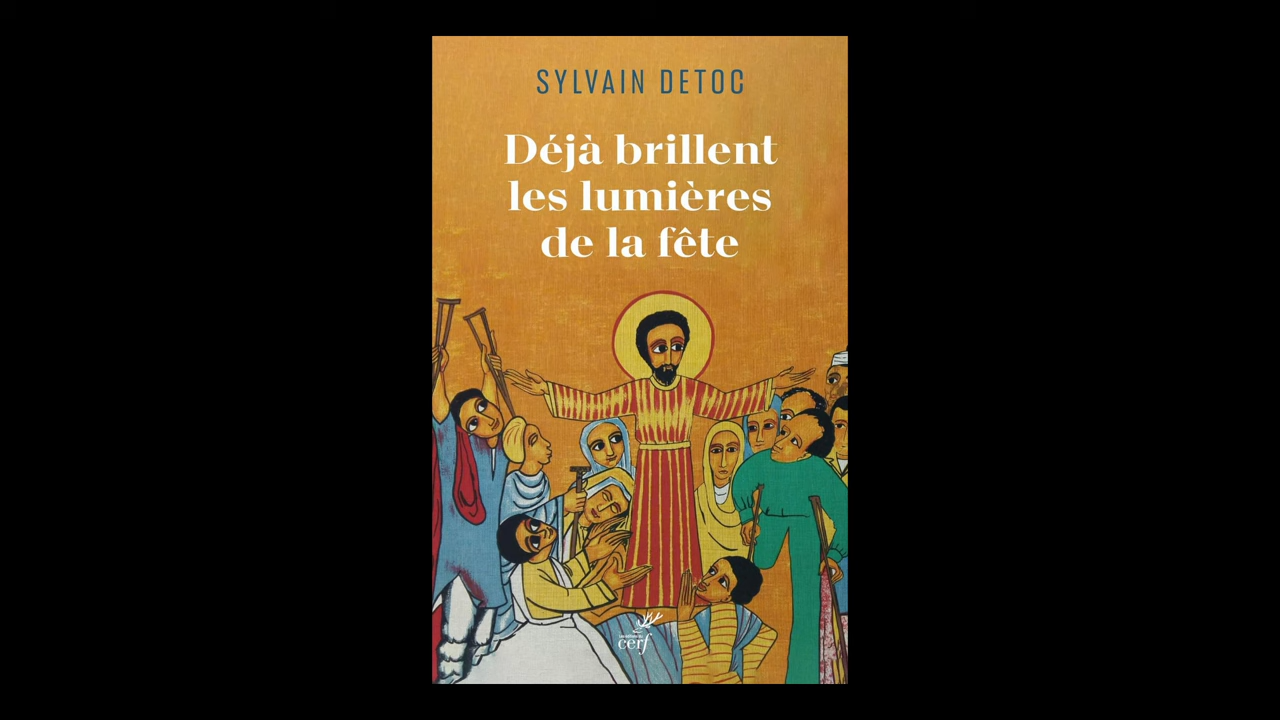 SYLVAIN DETOC
Déjà brillent
les lumières
de la fête
cerf